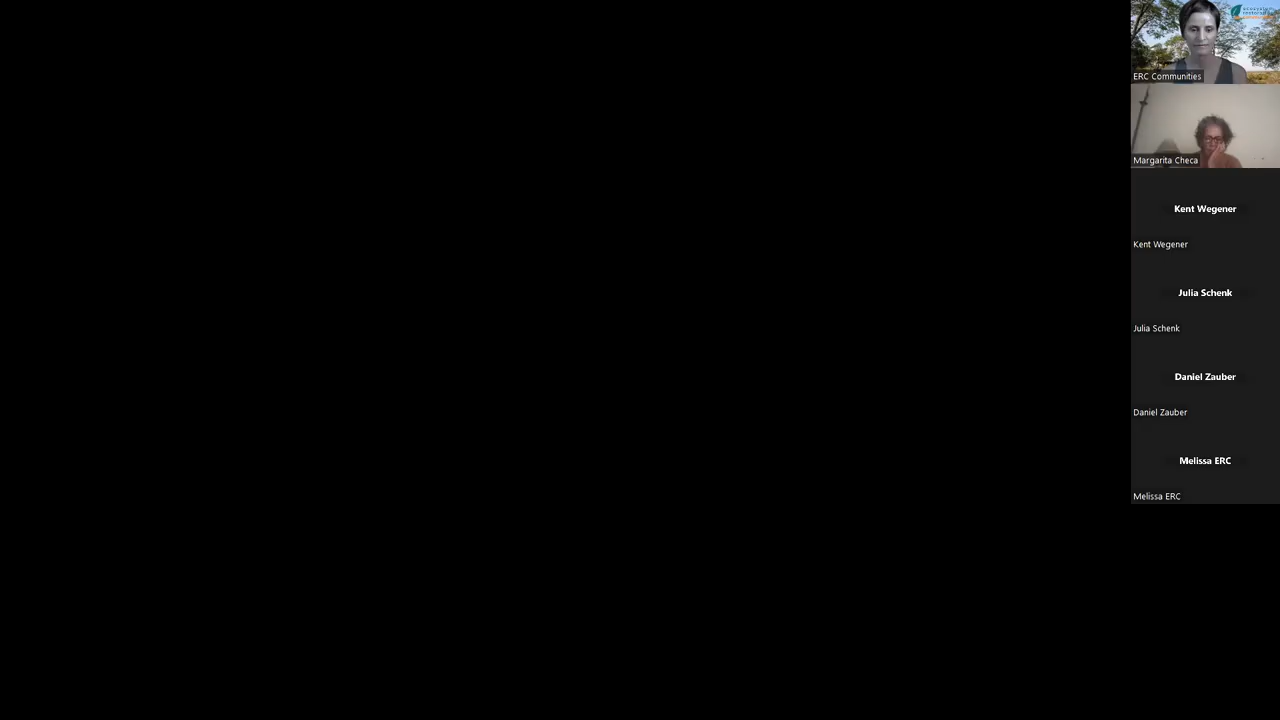 ERC Communities
Margarita Checa
Kent Wegener
Kent Wegener
Julia Schenk
Julia Schenk
Daniel Zauber
Daniel Zauber
Melissa ERC
Melissa ERC